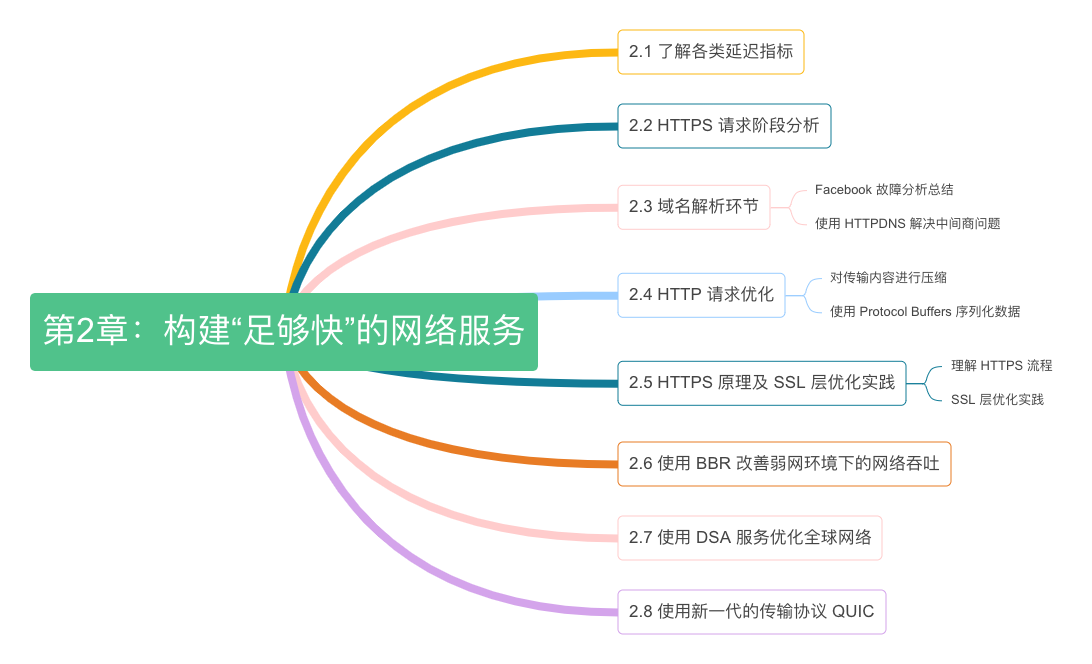 第2章：构建“足够快”的网络服务
2.1 了解各类延迟指标
2.2 HTTPS 请求阶段分析
2.3 域名解析环节
Facebook 故障分析总结
使用 HTTPDNS 解决中间商问题
2.4 HTTP 请求优化
对传输内容进行压缩
使用 Protocol Buffers 序列化数据
2.5 HTTPS 原理及 SSL 层优化实践
理解 HTTPS 流程
SSL 层优化实践
2.6 使用 BBR 改善弱网环境下的网络吞吐
2.7 使用 DSA 服务优化全球网络
2.8 使用新一代的传输协议 QUIC